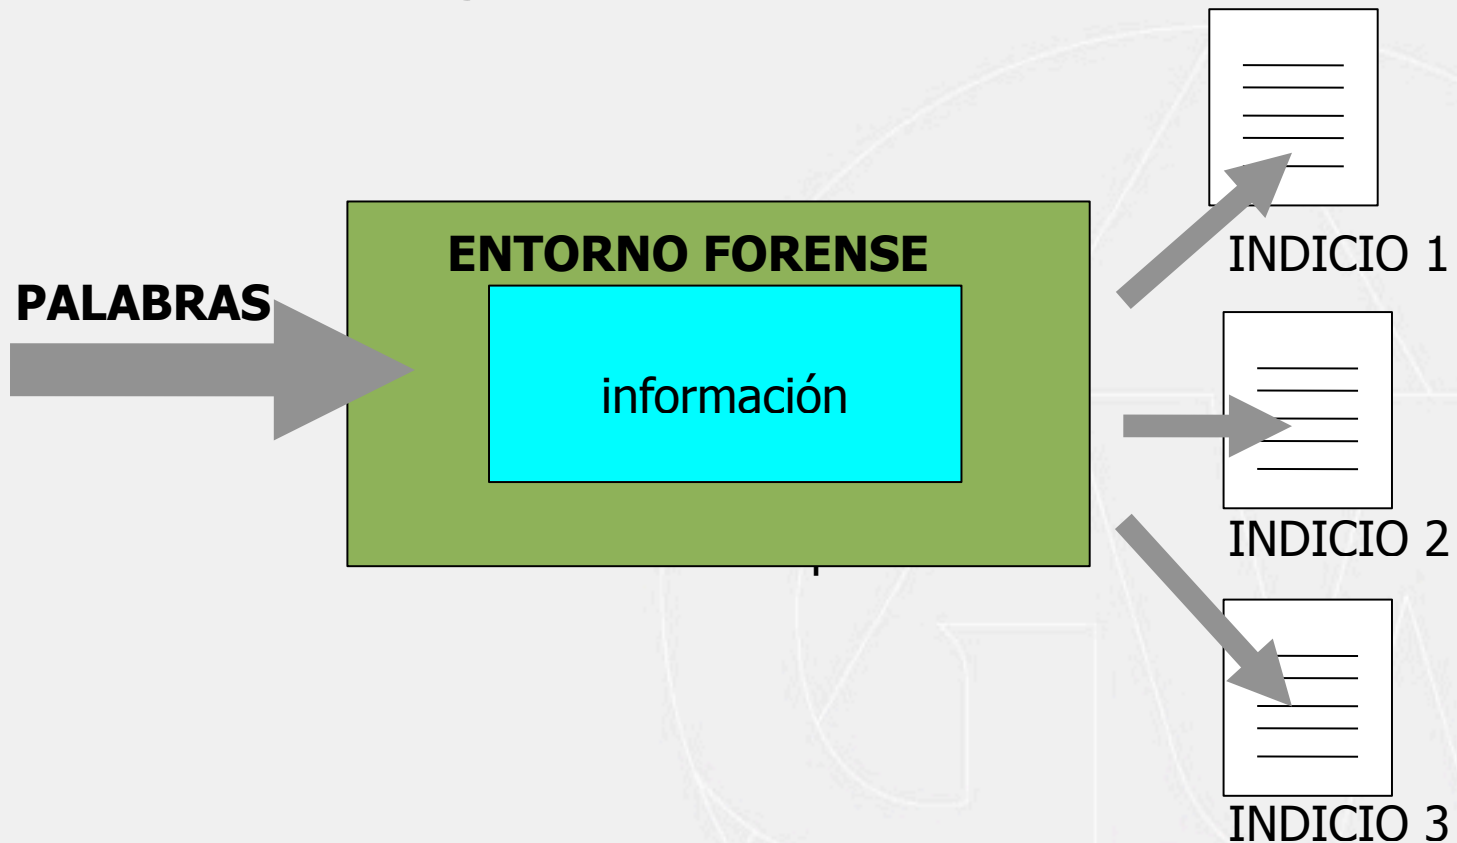 ENTORNO FORENSE
PALABRAS
información
INDICIO 1
INDICIO 2
INDICIO 3